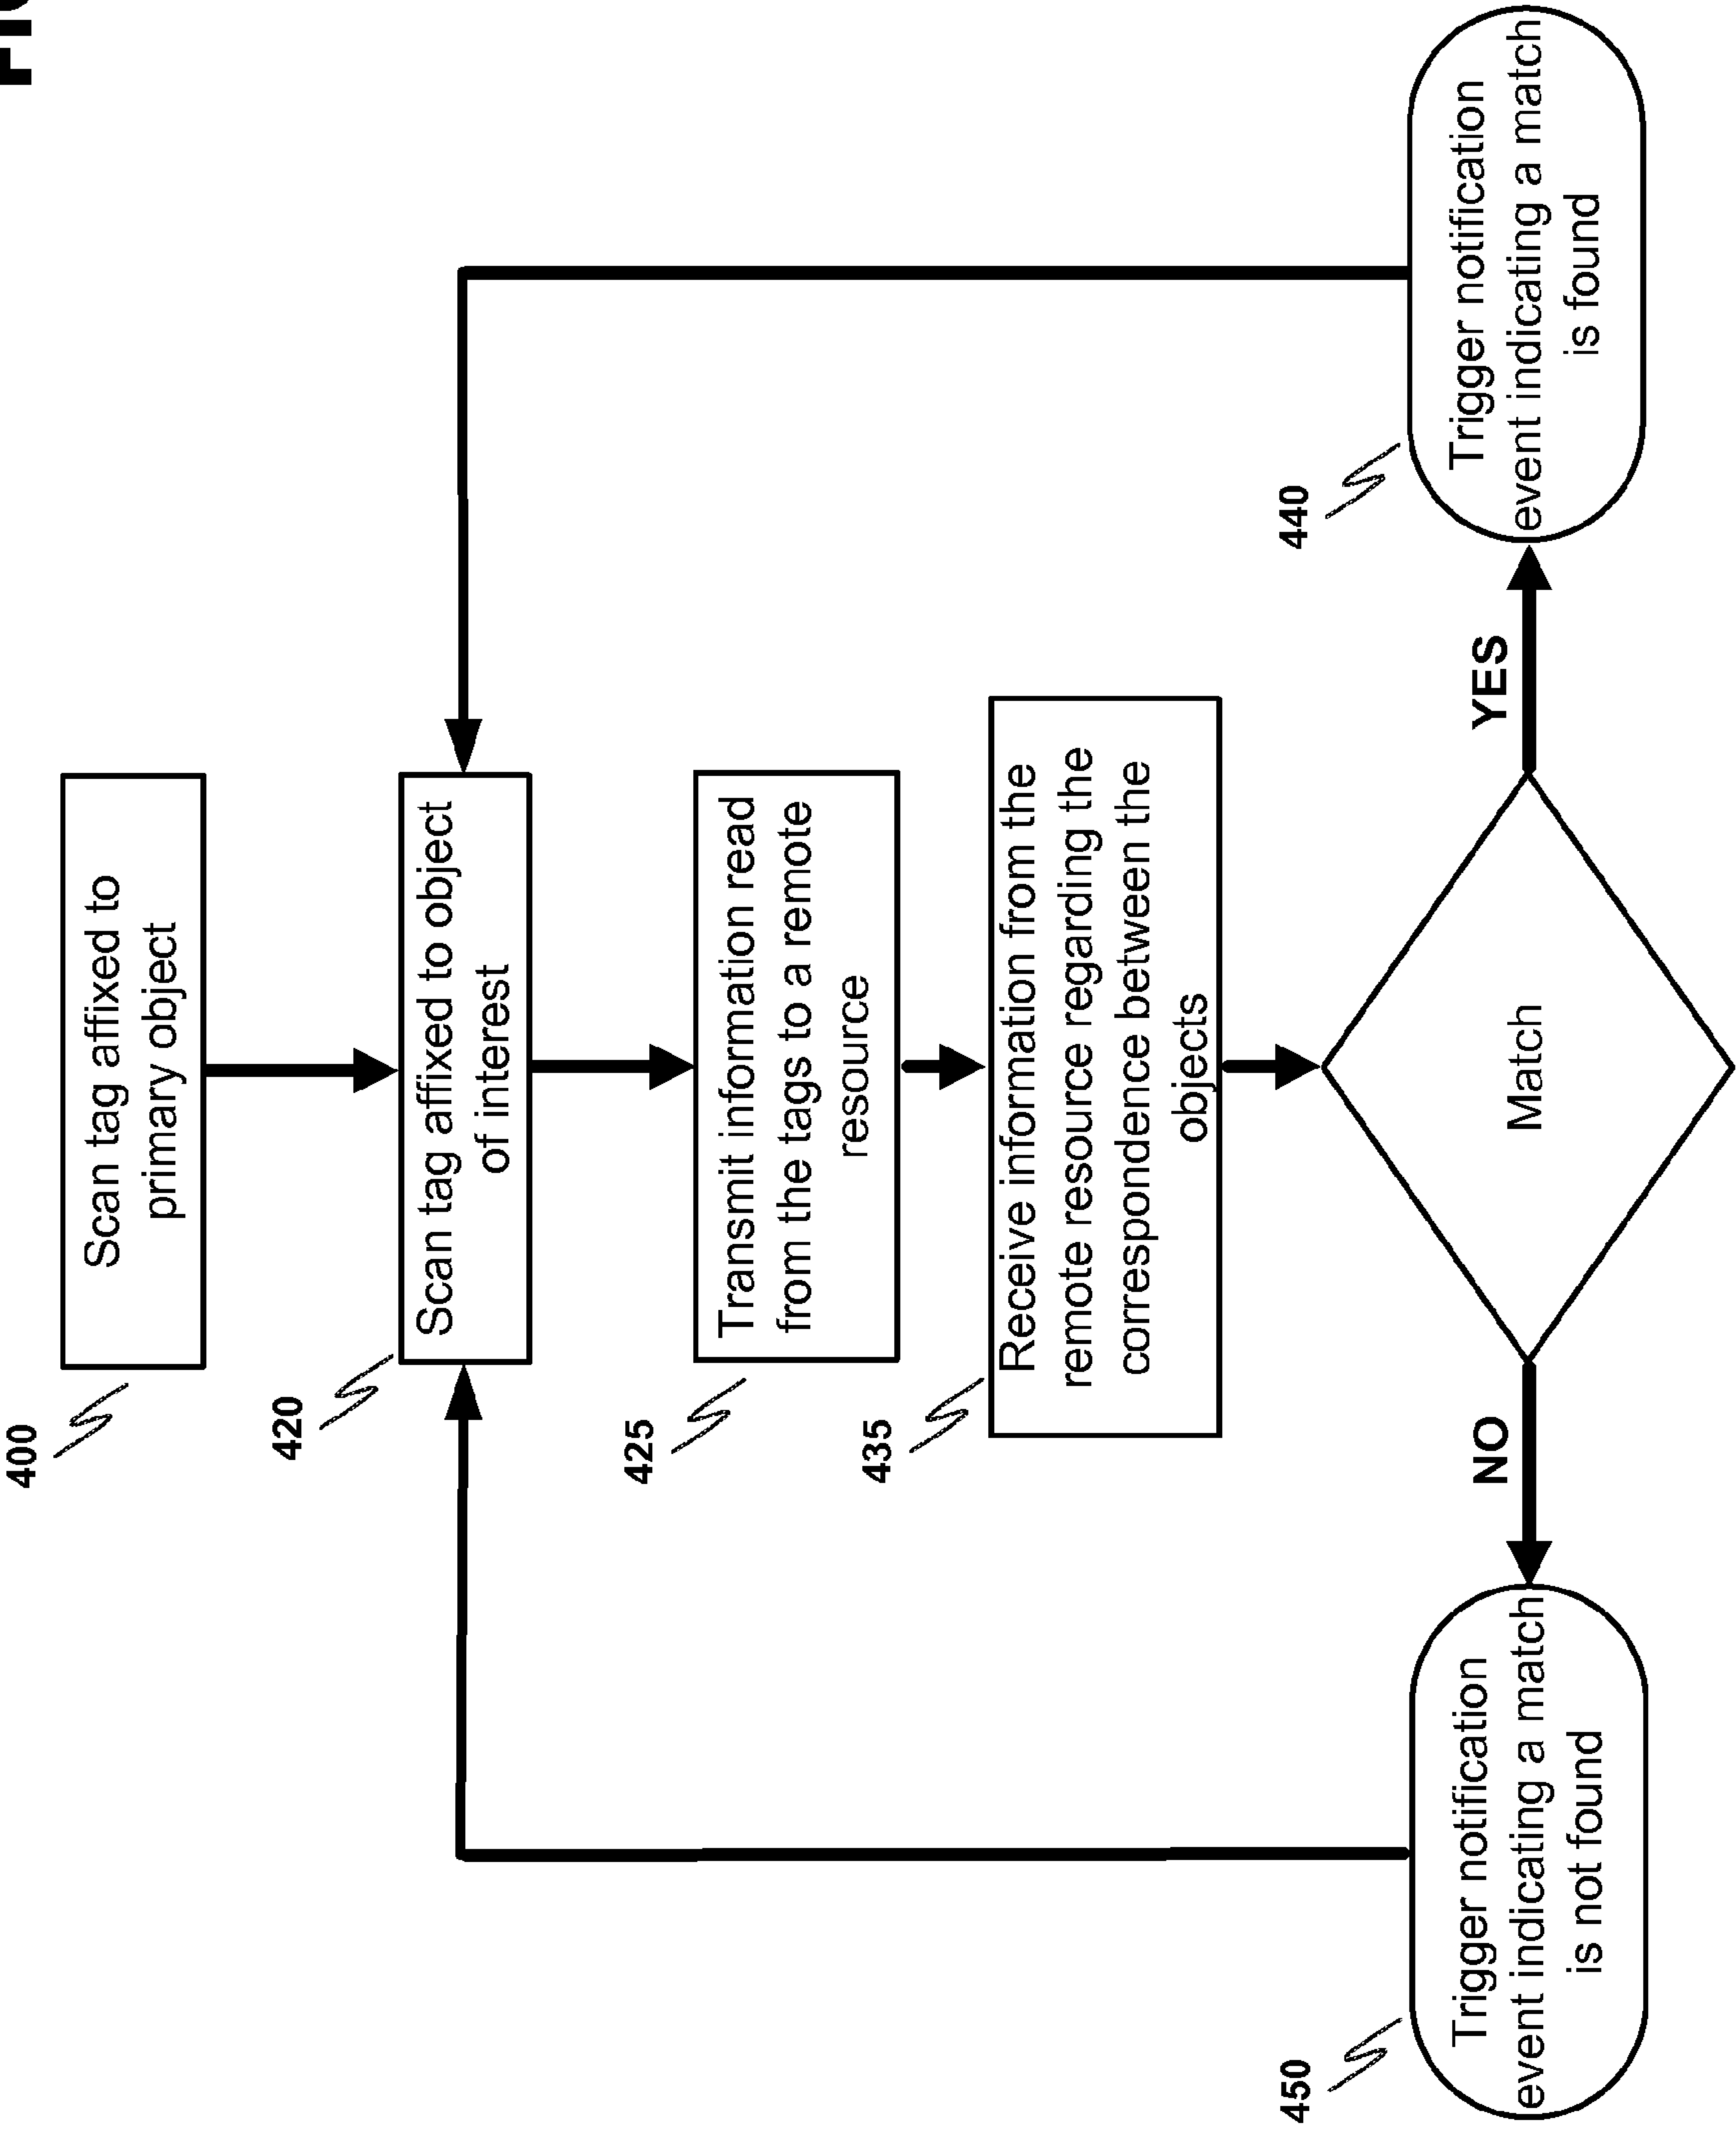 400
Scan tag affixed to
primary object
420
Scan tag affixed to object
of interest
425
Transmit information read
from the tags to a remote
resource
435
Receive information from the
remote resource regarding the
correspondence between the
objects
Match
NO
YES
450
Trigger notification
event indicating a match
is not found
440
Trigger notification
event indicating a match
is found